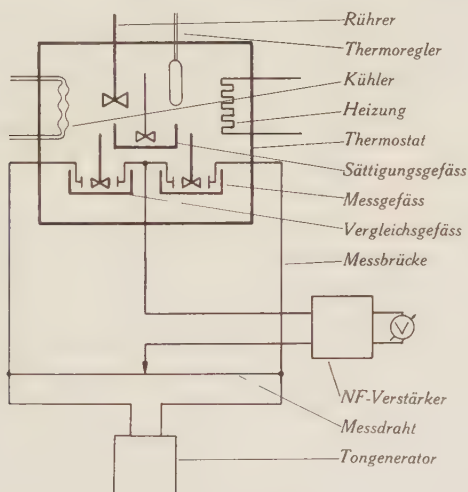 Rührer
Thermoregler
Kühler
Heizung
Thermostat
Sättigungsgefäss
Messgefäss
Vergleichsgefäss
Messbrücke
V
NF-Verstärker
Messdraht
Tongenerator